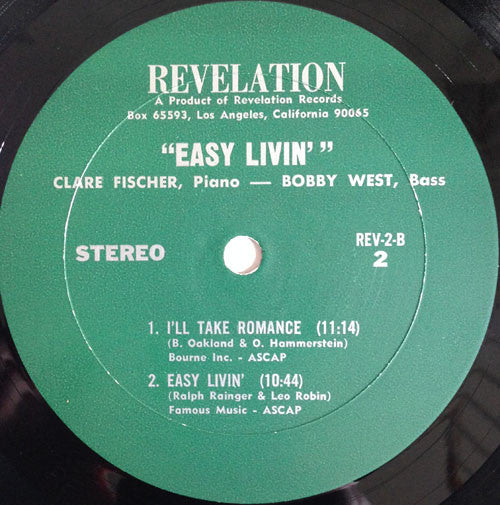 REVELATION
A Product of Revelation Records
Box 65593, Los Angeles, California 90065
"EASY LIVIN'"
CLARE FISCHER, Piano — BOBBY WEST, Bass
STEREO
REV-2-B
2
1. I'LL TAKE ROMANCE (11:14)
(B. Oakland & O. Hammerstein)
Bourne Inc. - ASCAP
2. EASY LIVIN' (10:44)
(Ralph Rainger & Leo Robin)
Famous Music - ASCAP